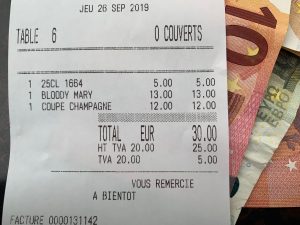 JEU 26 SEP 2019
TABLE 6 0 COUVERTS
1 25CL 1664 5.00 5.00
1 BLOODY MARY 13.00 13.00
1 COUPE CHAMPAGNE 12.00 12.00
TOTAL EUR 30.00
HT TVA 20.00 25.00
TVA 20.00 5.00
VOUS REMERCIE
A BIENTOT
FACTURE 0000131142
10